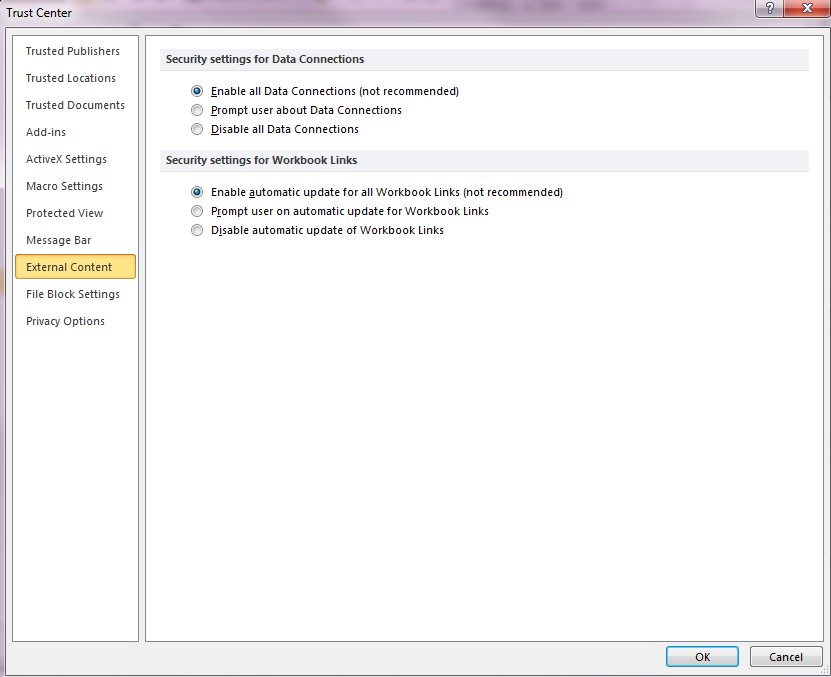 Trust Center
?
Trusted Publishers
Trusted Locations
Trusted Documents
Add-ins
ActiveX Settings
Macro Settings
Protected View
Message Bar
External Content
File Block Settings
Privacy Options
Security settings for Data Connections
Enable all Data Connections (not recommended)
Prompt user about Data Connections
Disable all Data Connections
Security settings for Workbook Links
Enable automatic update for all Workbook Links (not recommended)
Prompt user on automatic update for Workbook Links
Disable automatic update of Workbook Links
OK
Cancel